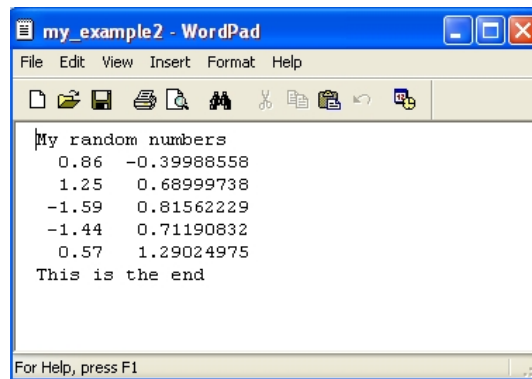 my_example2 - WordPad
File Edit View Insert Format Help
My random numbers
0.86 -0.39988558
1.25 0.68999738
-1.59 0.81562229
-1.44 0.71190832
0.57 1.29024975
This is the end
For Help, press F1